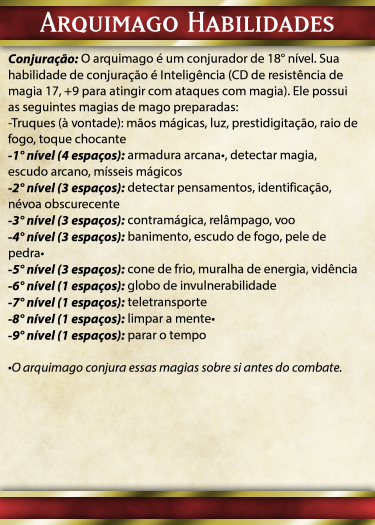 Arquimago Habilidades
Conjuração: O arquimago é um conjurador de 18° nível. Sua
habilidade de conjuração é Inteligência (CD de resistência de
magia 17, +9 para atingir com ataques com magia). Ele possui
as seguintes magias de mago preparadas:
-Truques (à vontade): mãos mágicas, luz, prestidigitação, raio de
fogo, toque chocante
-1° nível (4 espaços): armadura arcana•, detectar magia,
escudo arcano, mísseis mágicos
-2° nível (3 espaços): detectar pensamentos, identificação,
névoa obscurecente
-3° nível (3 espaços): contramágica, relâmpago, voo
-4° nível (3 espaços): banimento, escudo de fogo, pele de
pedra•
-5° nível (3 espaços): cone de frio, muralha de energia, vidência
-6° nível (1 espaços): globo de invulnerabilidade
-7° nível (1 espaços): teletransporte
-8° nível (1 espaços): limpar a mente•
-9° nível (1 espaços): parar o tempo
•O arquimago conjura essas magias sobre si antes do combate.